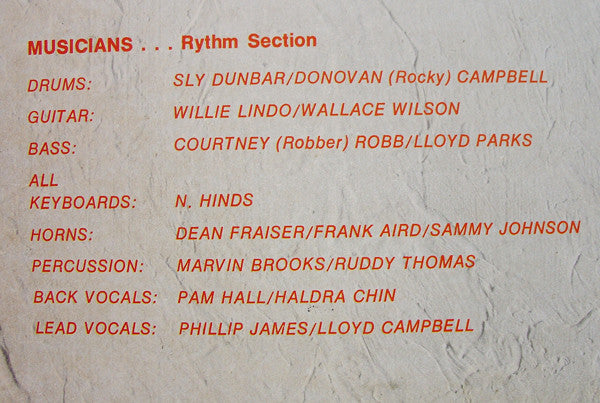 MUSICIANS . . . Rythm Section
DRUMS: SLY DUNBAR/DONOVAN (Rocky) CAMPBELL
GUITAR: WILLIE LINDO/WALLACE WILSON
BASS: COURTNEY (Robber) ROBB/LLOYD PARKS
ALL
KEYBOARDS: N. HINDS
HORNS: DEAN FRAISER/FRANK AIRD/SAMMY JOHNSON
PERCUSSION: MARVIN BROOKS/RUDDY THOMAS
BACK VOCALS: PAM HALL/HALDRA CHIN
LEAD VOCALS: PHILLIP JAMES/LLOYD CAMPBELL